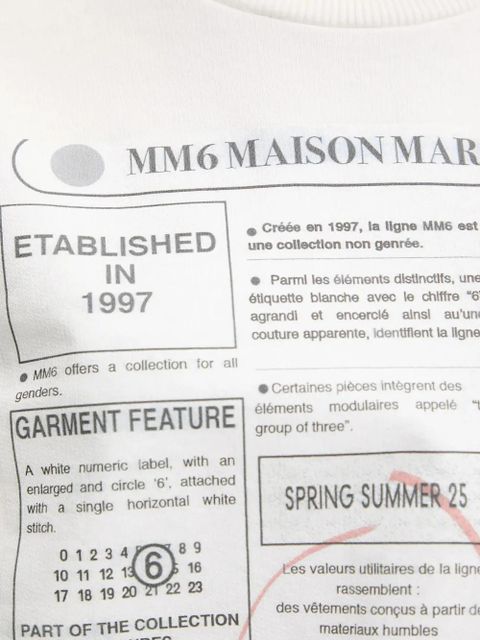 MM6 MAISON MAR
ETABLISHED
IN
1997
● MM6 offers a collection for all
genders.
GARMENT FEATURE
A white numeric label, with an
enlarged and circle ‘6’, attached
with a single horizontal white
stitch.
0 1 2 3 4 7 8 9
10 11 12 13 6 16
17 18 19 20 21 22 23
PART OF THE COLLECTION
● Créée en 1997, la ligne MM6 est
une collection non genrée.
● Parmi les éléments distinctifs, une
étiquette blanche avec le chiffre “6
agrandi et encerclé ainsi qu'un
couture apparente, identifient la ligne
● Certaines pièces intègrent des
éléments modulaires appelé “t
group of three”.
SPRING SUMMER 25
Les valeurs utilitaires de la ligne
rassemblent :
des vêtements conçus à partir de
materiaux humbles